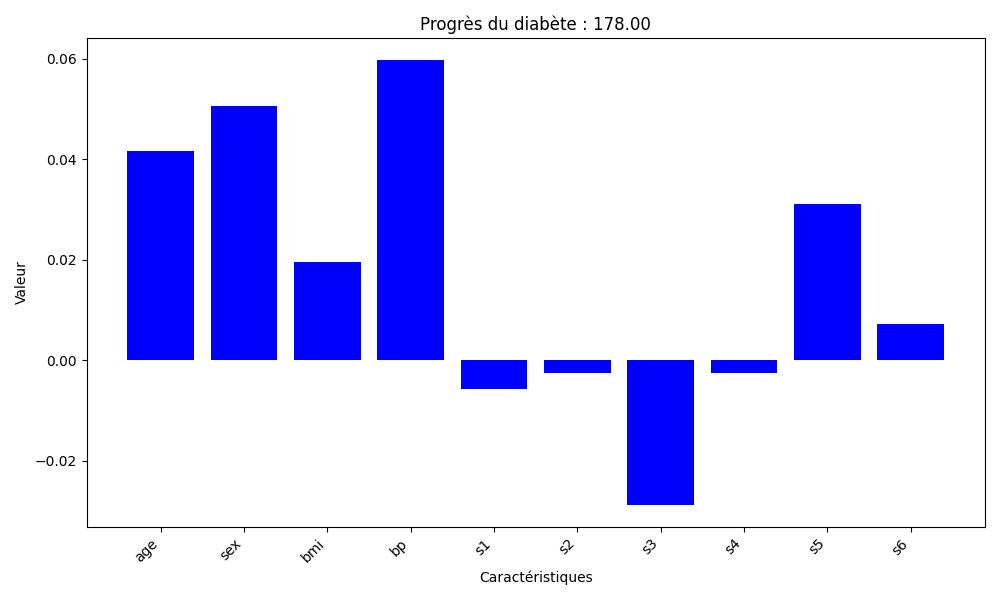 Progrès du diabète : 178.00
Valeur
0.06
0.04
0.02
0.00
−0.02
age
sex
bmi
bp
s1
s2
s3
s4
s5
s6
Caractéristiques